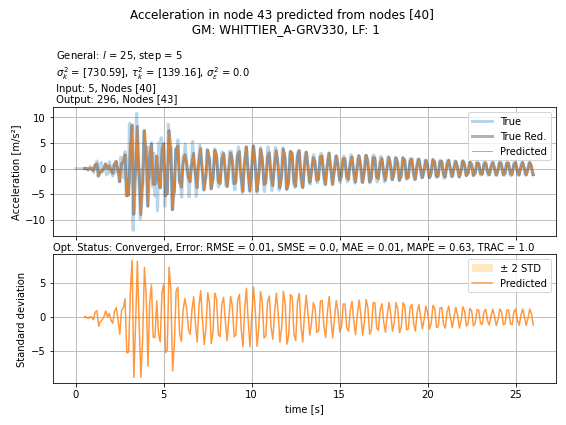 Acceleration in node 43 predicted from nodes [40]
GM: WHITTIER_A-GRV330, LF: 1
General: l = 25, step = 5
σ²ₖ = [730.59], τ²ₖ = [139.16], σ²ε = 0.0
Input: 5, Nodes [40]
Output: 296, Nodes [43]
Acceleration [m/s²]
10
5
0
−5
−10
True
True Red.
Predicted
Opt. Status: Converged, Error: RMSE = 0.01, SMSE = 0.0, MAE = 0.01, MAPE = 0.63, TRAC = 1.0
Standard deviation
5
0
−5
± 2 STD
Predicted
0 5 10 15 20 25
time [s]